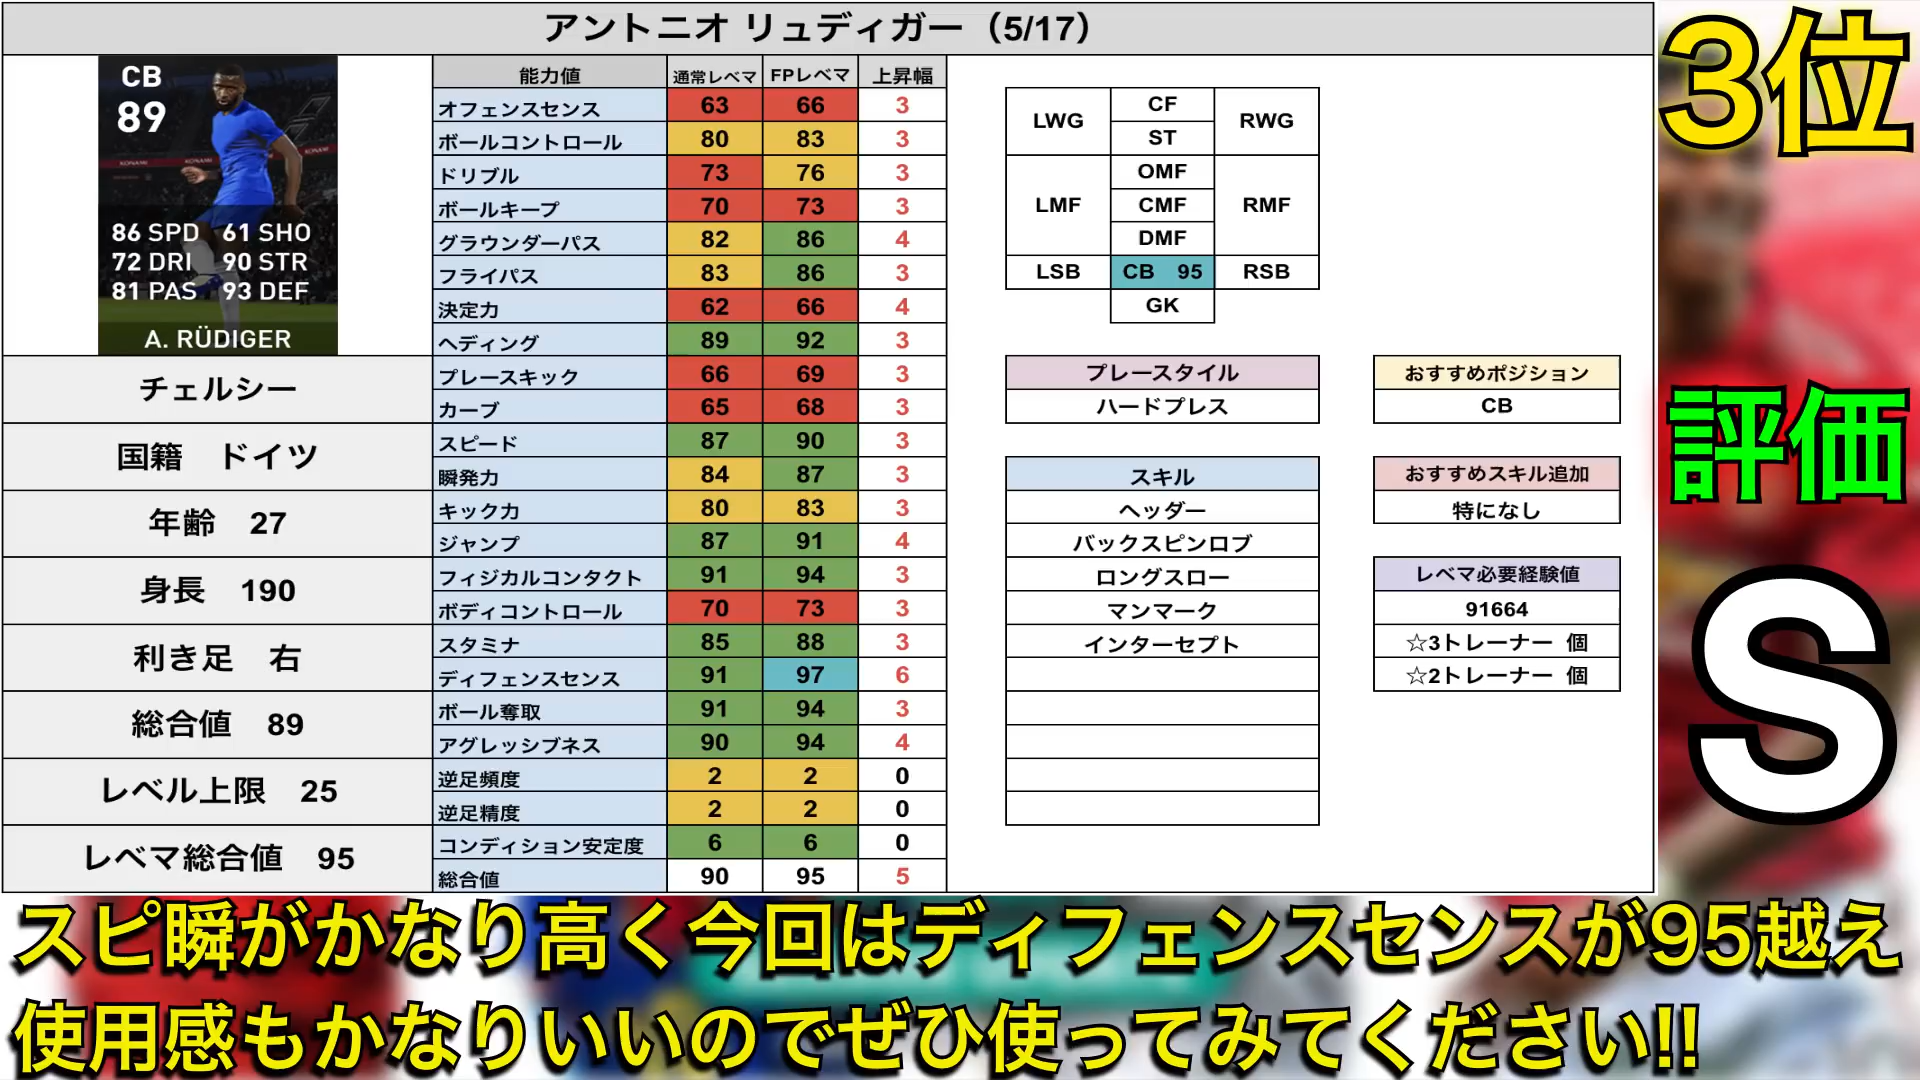 アントニオ リュディガー（5/17）
3位
CB
89
KONAMI
KONAMI
86 SPD 61 SHO
72 DRI 90 STR
81 PAS 93 DEF
A. RÜDIGER
チェルシー
国籍 ドイツ
年齢 27
身長 190
利き足 右
総合値 89
レベル上限 25
レベマ総合値 95
能力値 通常レベマ FPレベマ 上昇幅
オフェンスセンス 63 66 3
ボールコントロール 80 83 3
ドリブル 73 76 3
ボールキープ 70 73 3
グラウンダーパス 82 86 4
フライパス 83 86 3
決定力 62 66 4
ヘディング 89 92 3
プレースキック 66 69 3
カーブ 65 68 3
スピード 87 90 3
瞬発力 84 87 3
キック力 80 83 3
ジャンプ 87 91 4
フィジカルコンタクト 91 94 3
ボディコントロール 70 73 3
スタミナ 85 88 3
ディフェンスセンス 91 97 6
ボール奪取 91 94 3
アグレッシブネス 90 94 4
逆足頻度 2 2 0
逆足精度 2 2 0
コンディション安定度 6 6 0
総合値 90 95 5
LWG CF RWG
ST
OMF
LMF CMF RMF
DMF
LSB CB 95 RSB
GK
プレースタイル
ハードプレス
おすすめポジション
CB
スキル
ヘッダー
バックスピンロブ
ロングスロー
マンマーク
インターセプト
おすすめスキル追加
特になし
レベマ必要経験値
91664
☆3トレーナー 個
☆2トレーナー 個
評価
S
スピ瞬がかなり高く今回はディフェンスセンスが95越え
使用感もかなりいいのでぜひ使ってみてください!!